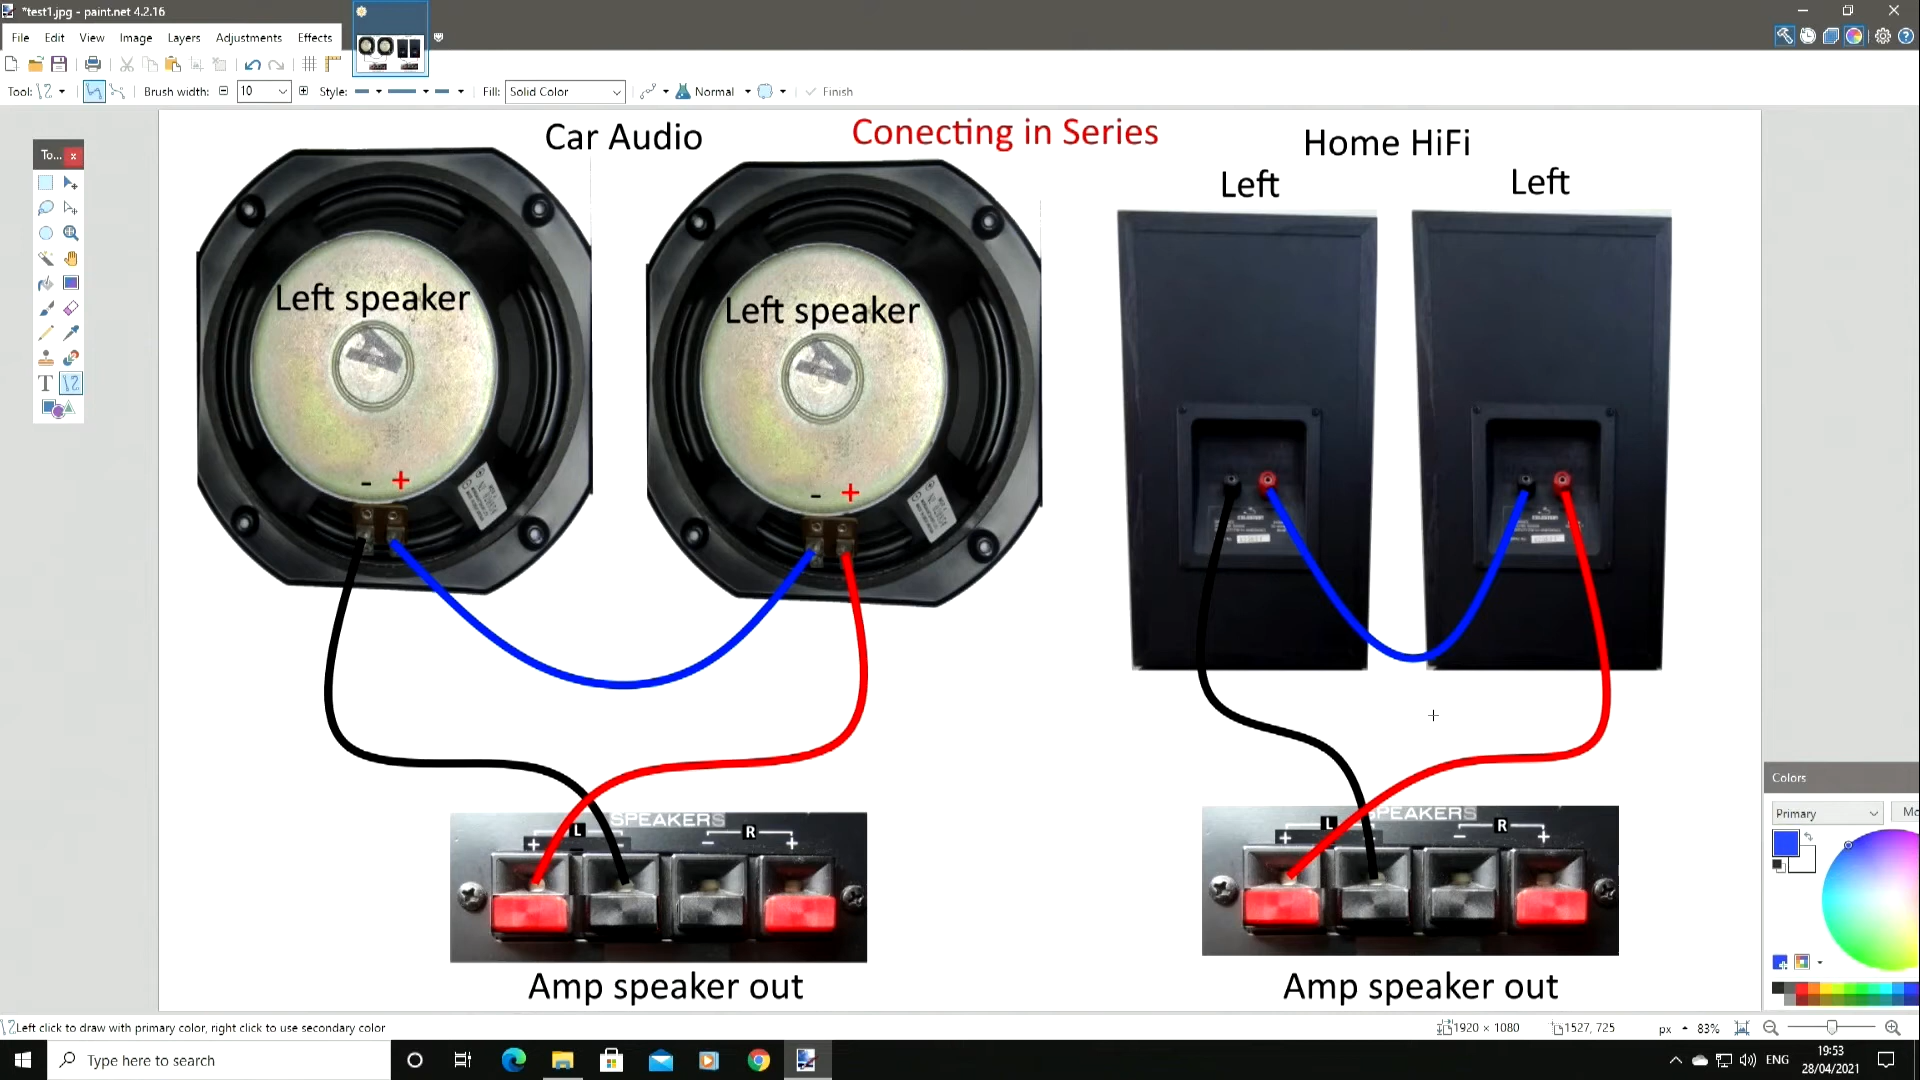 *test1.jpg - paint.net 4.2.16
File Edit View Image Layers Adjustments Effects
Tool: Brush width: 10 Style: Fill: Solid Color Normal Finish
Car Audio
Conecting in Series
Home HiFi
Left
Left
To...
Left speaker
Left speaker
- +
- +
Colors
Primary
Mo
SPEAKERS
+ L - - R +
SPEAKERS
+ L - R +
Amp speaker out
Amp speaker out
Left click to draw with primary color, right click to use secondary color
1920 × 1080
1527, 725
px
83%
Type here to search
ENG
19:53
28/04/2021